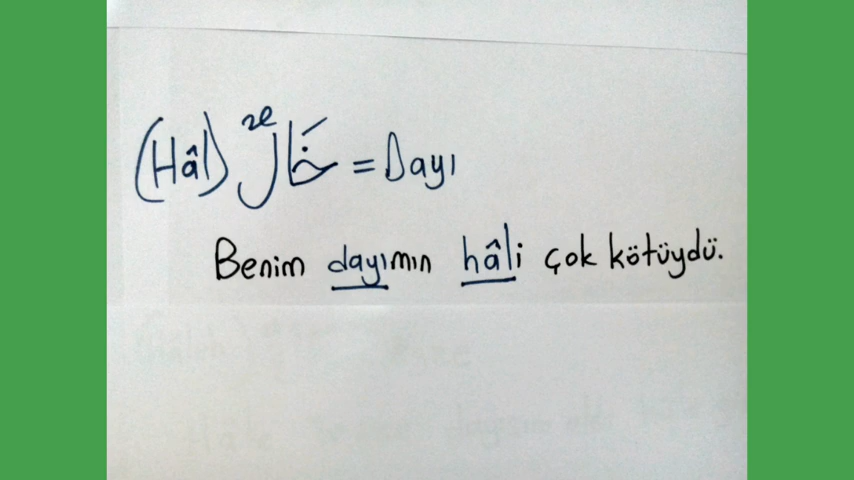 (Hâl) خَالٌ = Dayı
Benim dayımın hâli çok kötüydü.